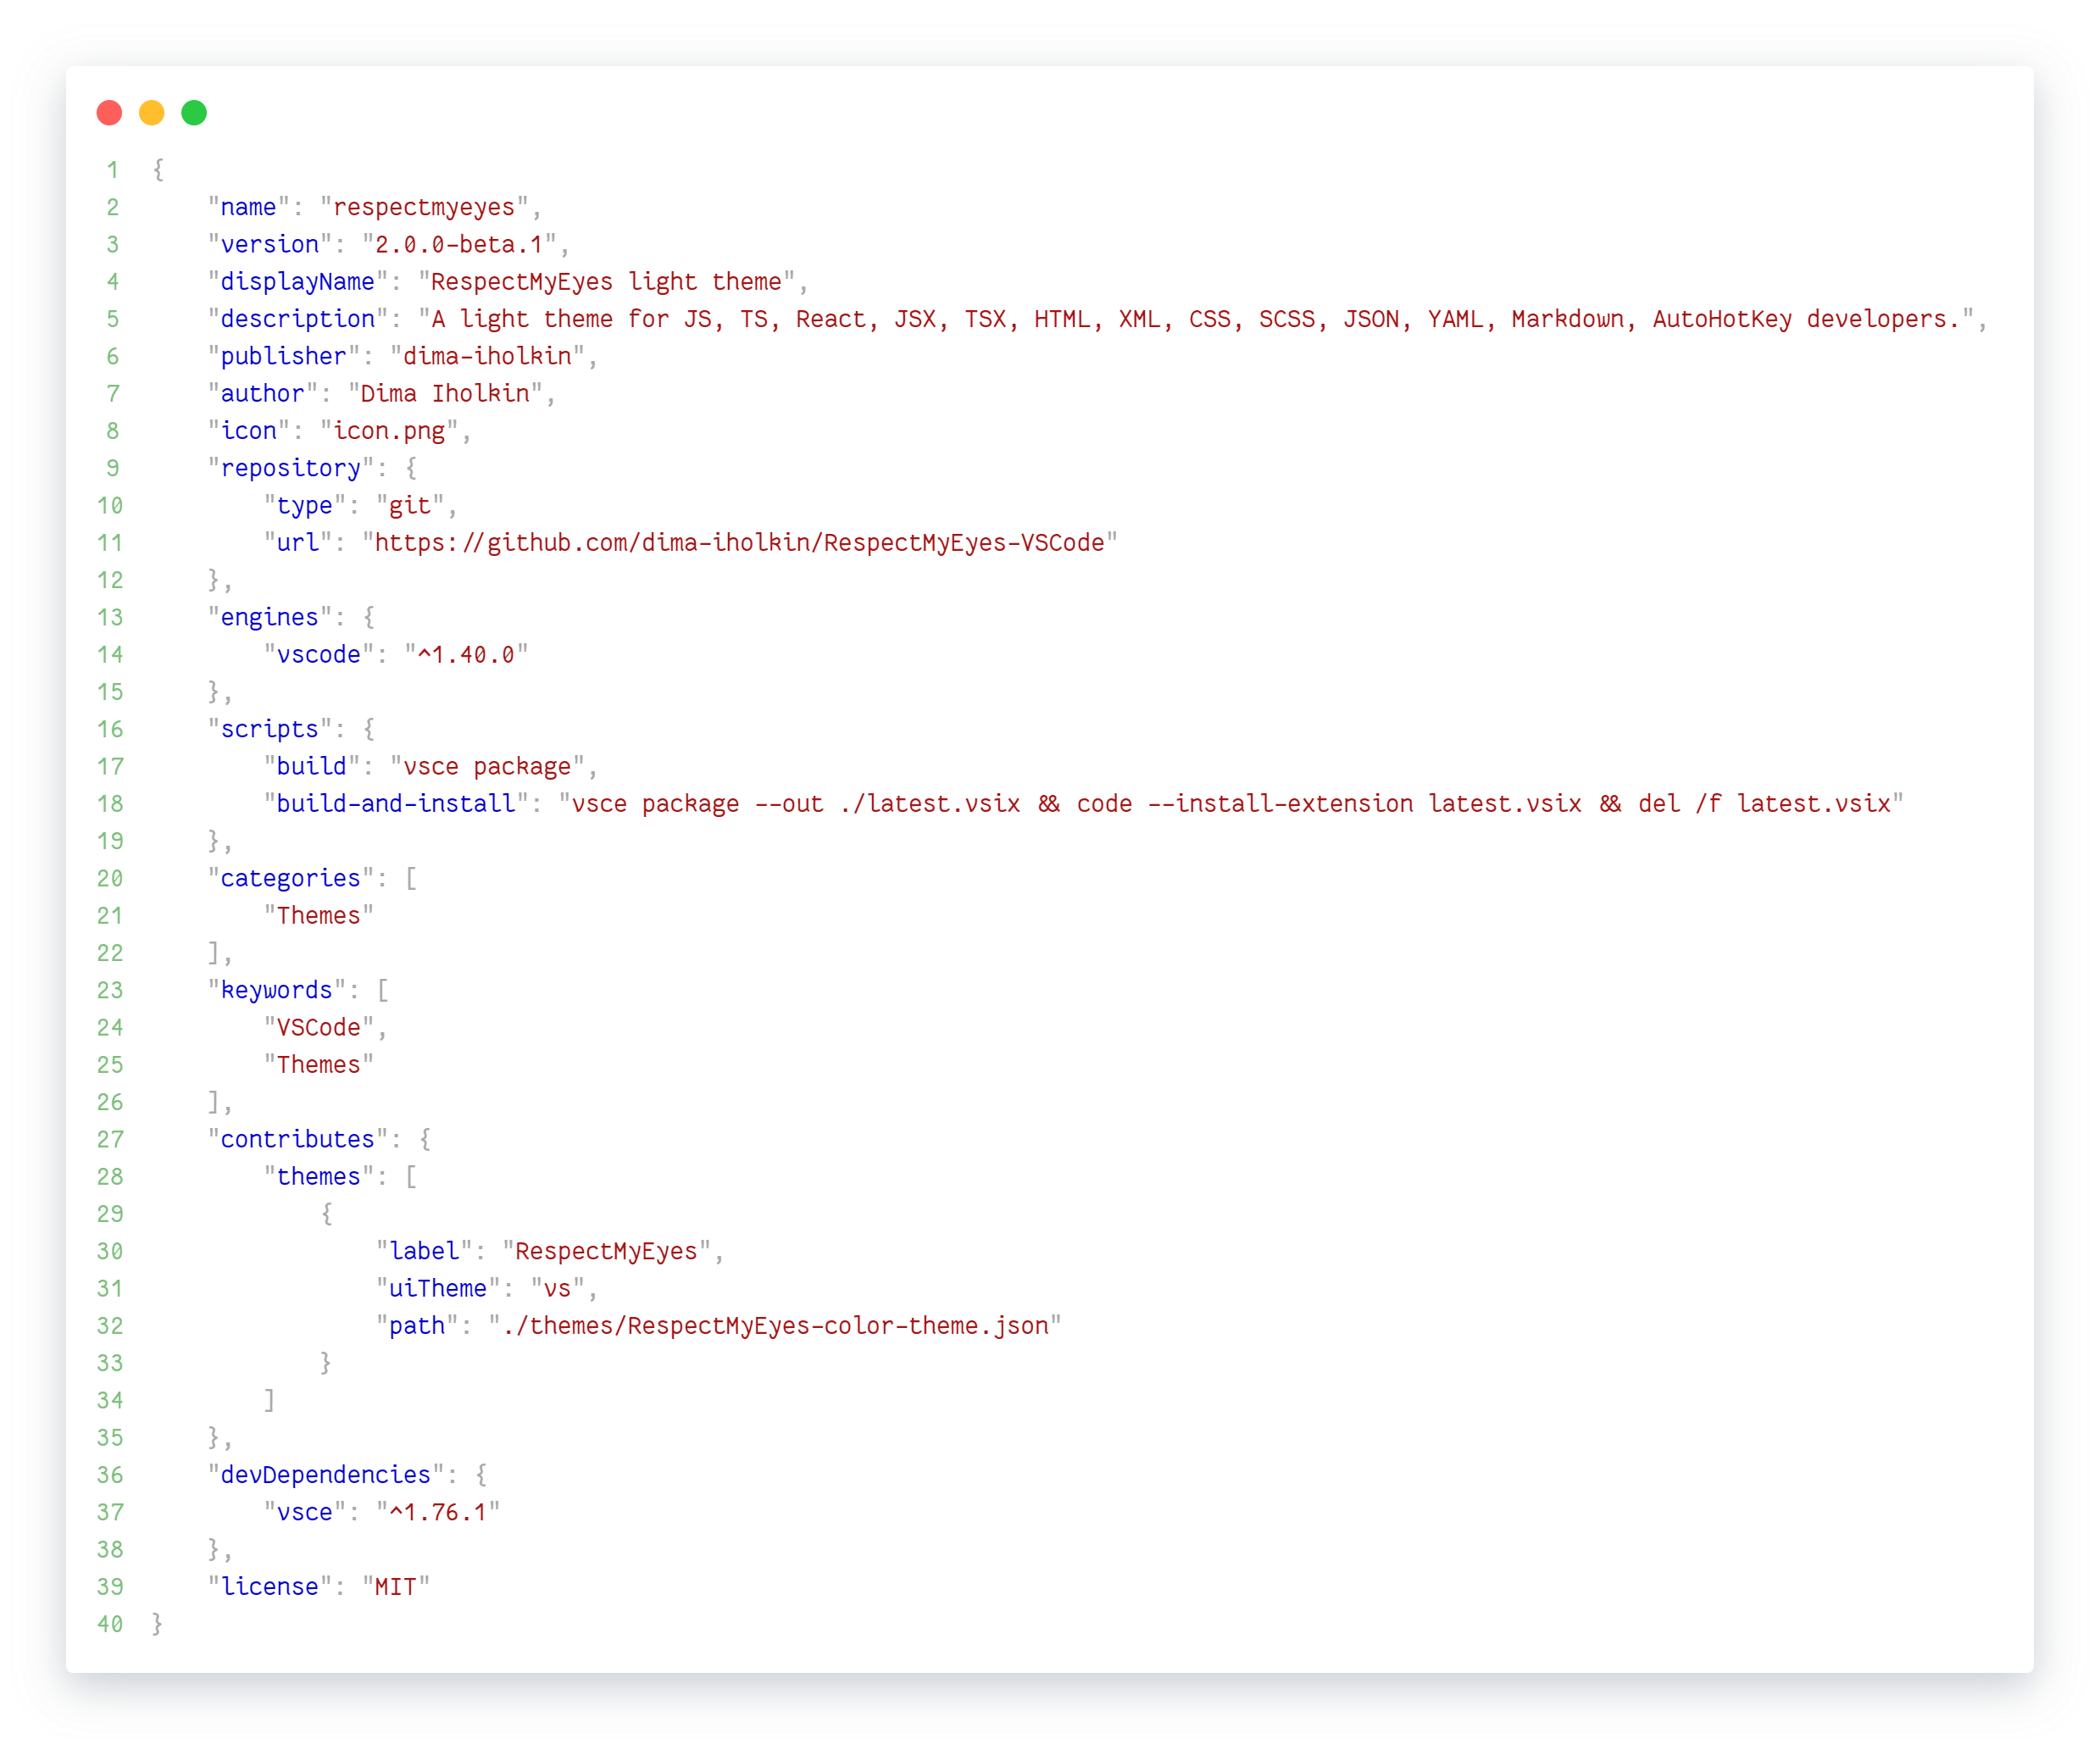 1 {
2     "name": "respectmyeyes",
3     "version": "2.0.0-beta.1",
4     "displayName": "RespectMyEyes light theme",
5     "description": "A light theme for JS, TS, React, JSX, TSX, HTML, XML, CSS, SCSS, JSON, YAML, Markdown, AutoHotKey developers.",
6     "publisher": "dima-iholkin",
7     "author": "Dima Iholkin",
8     "icon": "icon.png",
9     "repository": {
10         "type": "git",
11         "url": "https://github.com/dima-iholkin/RespectMyEyes-VSCode"
12     },
13     "engines": {
14         "vscode": "^1.40.0"
15     },
16     "scripts": {
17         "build": "vsce package",
18         "build-and-install": "vsce package --out ./latest.vsix && code --install-extension latest.vsix && del /f latest.vsix"
19     },
20     "categories": [
21         "Themes"
22     ],
23     "keywords": [
24         "VSCode",
25         "Themes"
26     ],
27     "contributes": {
28         "themes": [
29             {
30                 "label": "RespectMyEyes",
31                 "uiTheme": "vs",
32                 "path": "./themes/RespectMyEyes-color-theme.json"
33             }
34         ]
35     },
36     "devDependencies": {
37         "vsce": "^1.76.1"
38     },
39     "license": "MIT"
40 }